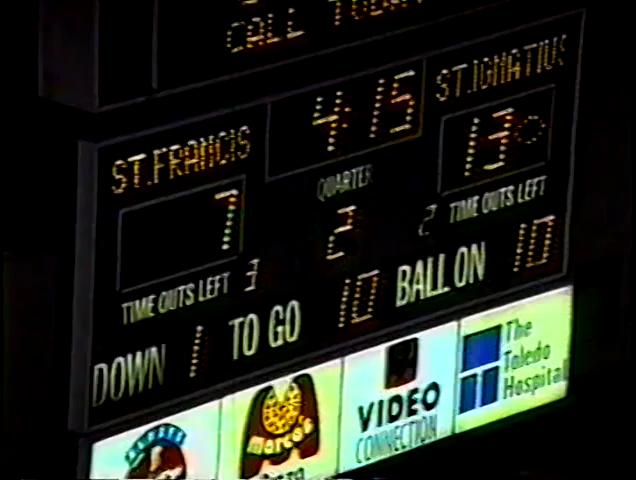 CALL TODAY
ST.FRANCIS 4 15 ST.IGNATIUS
7 13
QUARTER
TIME OUTS LEFT 3 2 2 TIME OUTS LEFT
DOWN 1 TO GO 10 BALL ON 10
marco's
VIDEO
CONNECTION
The
Toledo
Hospital